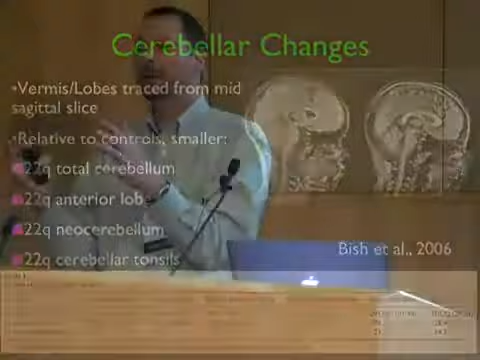 Cerebellar Changes
•Vermis/Lobes traced from mid
sagittal slice
•Relative to controls, smaller:
22q total cerebellum
22q anterior lobe
22q neocerebellum
22q cerebellar tonsils
Bish et al., 2006